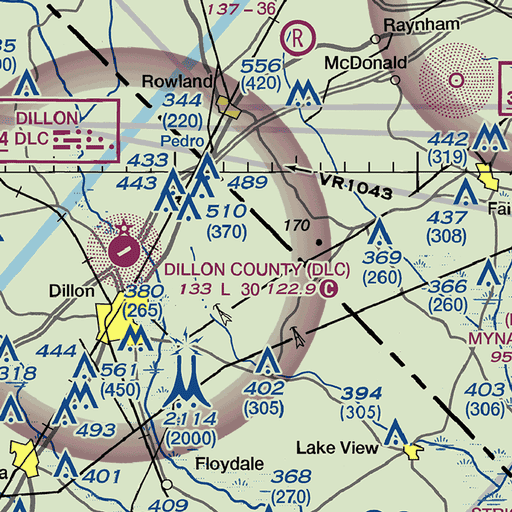 137 - 36
Raynham
R
McDonald
556
(420)
Rowland
344
(220)
Pedro
DILLON
DLC
442
(319)
433
443
489
VR1043
510
(370)
170
437
(308)
Fai
369
(260)
DILLON COUNTY (DLC)
133 L 30 122.9 C
Dillon
380
(265)
366
(260)
MYNA
95
444
318
561
(450)
402
(305)
394
(305)
403
(306)
2114
(2000)
493
Lake View
401
Floydale
368
(270)
409